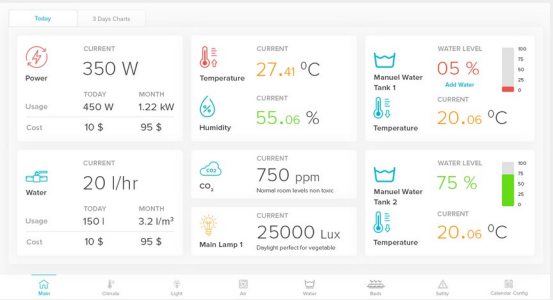 Today
3 Days Charts
Power
CURRENT
350 W
TODAY
MONTH
Usage
450 W
1.22 kW
Cost
10 $
95 $
Temperature
CURRENT
27.41 ⁰C
Humidity
CURRENT
55.06 %
Manuel Water
Tank 1
WATER LEVEL
05 %
Add Water
100
75
50
25
0
Temperature
CURRENT
20.06 ⁰C
Water
CURRENT
20 l/hr
TODAY
MONTH
Usage
150 l
3.2 l/m³
Cost
10 $
95 $
CO₂
CO₂
CURRENT
750 ppm
Normal room levels non toxic
Main Lamp 1
CURRENT
25000 Lux
Daylight perfect for vegetable
Manuel Water
Tank 2
WATER LEVEL
75 %
100
75
50
25
0
Temperature
CURRENT
20.06 ⁰C
Main
Climate
Light
Air
Water
Beds
Saftty
Calendar Config